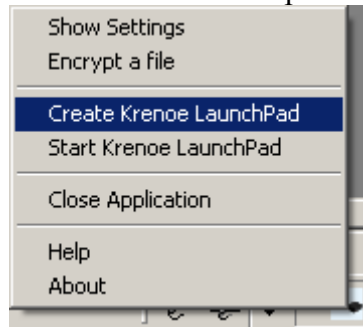 Show Settings
Encrypt a file
Create Krenoe LaunchPad
Start Krenoe LaunchPad
Close Application
Help
About